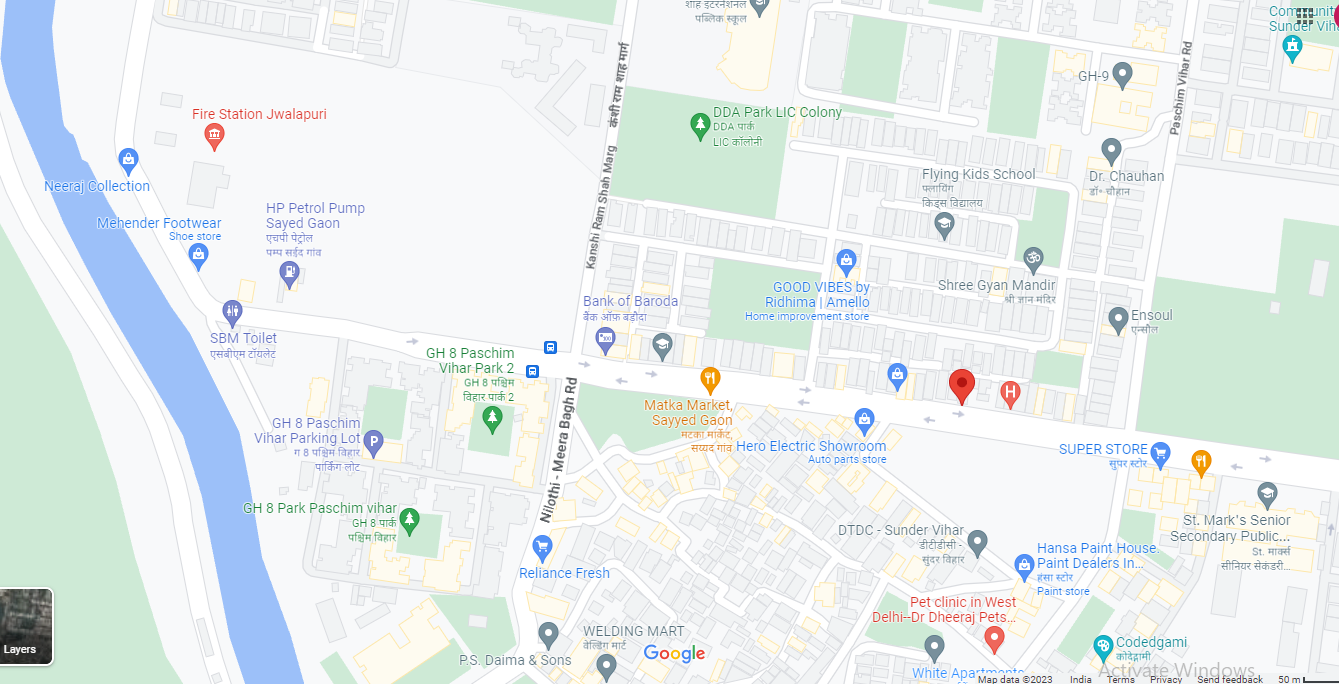 शाह इंटरनेशनल
पब्लिक स्कूल
Communit
Sunder Vih
GH-9
Paschim Vihar Rd
कंशी राम शाह मार्ग
Kanshi Ram Shah Marg
Fire Station Jwalapuri
DDA Park LIC Colony
DDA पार्क
LIC कॉलोनी
Neeraj Collection
Dr. Chauhan
डॉ॰ चौहान
Flying Kids School
फ्लायिंग
किड्स विद्यालय
HP Petrol Pump
Sayed Gaon
एचपी पेट्रोल
पम्प सईद गांव
Mehender Footwear
Shoe store
Shree Gyan Mandir
श्री ज्ञान मंदिर
GOOD VIBES by
Ridhima | Amello
Home improvement store
Bank of Baroda
बैंक ऑफ़ बड़ौदा
Ensoul
एन्सौल
SBM Toilet
एसबीएम टॉयलेट
GH 8 Paschim
Vihar Park 2
GH 8 पश्चिम
विहार पार्क 2
H
Matka Market,
Sayyed Gaon
मटका मार्केट,
सय्यद गांव
Nilothi - Meera Bagh Rd
GH 8 Paschim
Vihar Parking Lot
ग 8 पश्चिम विहार
पार्किंग लोट
P
Hero Electric Showroom
Auto parts store
SUPER STORE
सुपर स्टोर
GH 8 Park Paschim vihar
GH 8 पार्क
पश्चिम विहार
St. Mark's Senior
Secondary Public...
St. मार्क्स
सीनियर सेकंडरी...
DTDC - Sunder Vihar
डीटीडीसी -
सुंदर विहार
Hansa Paint House.
Paint Dealers In...
हंसा स्टोर
Paint store
Reliance Fresh
Pet clinic in West
Delhi--Dr Dheeraj Pets...
WELDING MART
वेल्डिंग मार्ट
P.S. Daima & Sons
Codedgami
कोदेद्गामी
White Apartments
Layers
Google
Activate Windows
Map data ©2023
India
Terms
Privacy
Send feedback
50 m